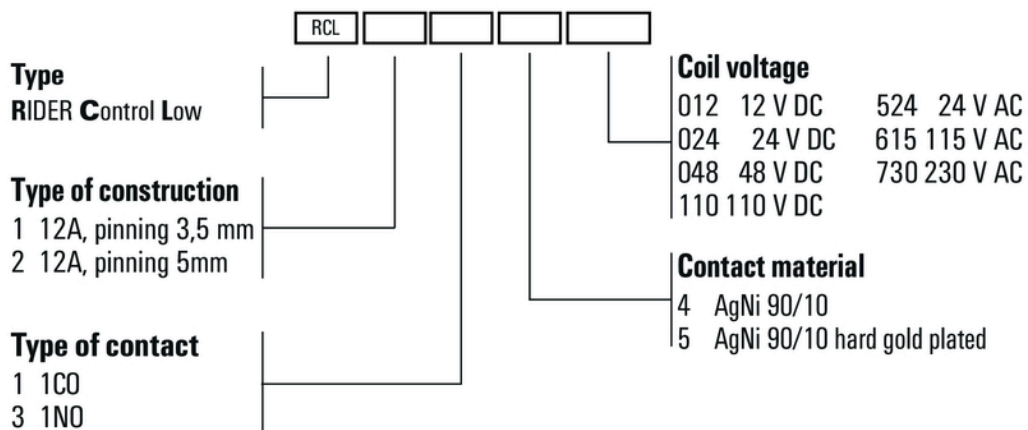 RCL
Type
RIDER Control Low
Type of construction
1 12A, pinning 3,5 mm
2 12A, pinning 5mm
Type of contact
1 1CO
3 1NO
Coil voltage
012 12 V DC 524 24 V AC
024 24 V DC 615 115 V AC
048 48 V DC 730 230 V AC
110 110 V DC
Contact material
4 AgNi 90/10
5 AgNi 90/10 hard gold plated